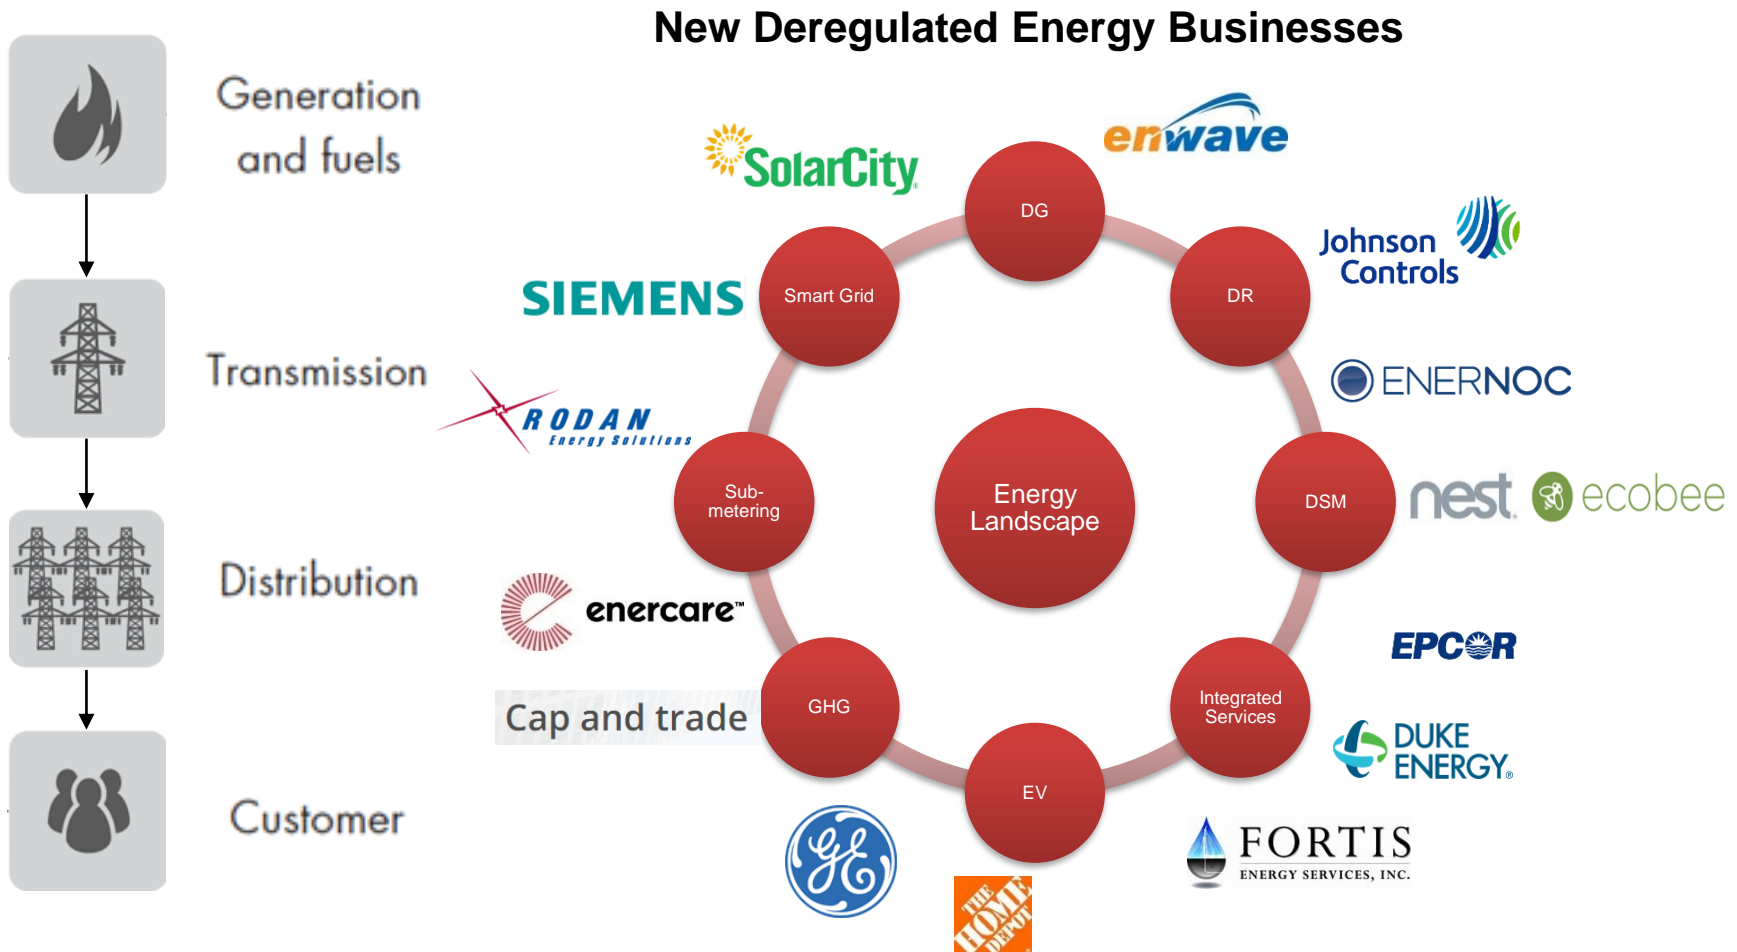 New Deregulated Energy Businesses
Generation
and fuels
Transmission
Distribution
Customer
SolarCity®
enwave
DG
Johnson
Controls
DR
SIEMENS
Smart Grid
ENERNOC
RODAN
Energy Solutions
Sub-
metering
Energy
Landscape
DSM
nest.
ecobee
enercare™
EPCOR
Cap and trade
GHG
Integrated
Services
DUKE
ENERGY®
EV
GE
FORTIS
ENERGY SERVICES, INC.
THE
HOME
DEPOT